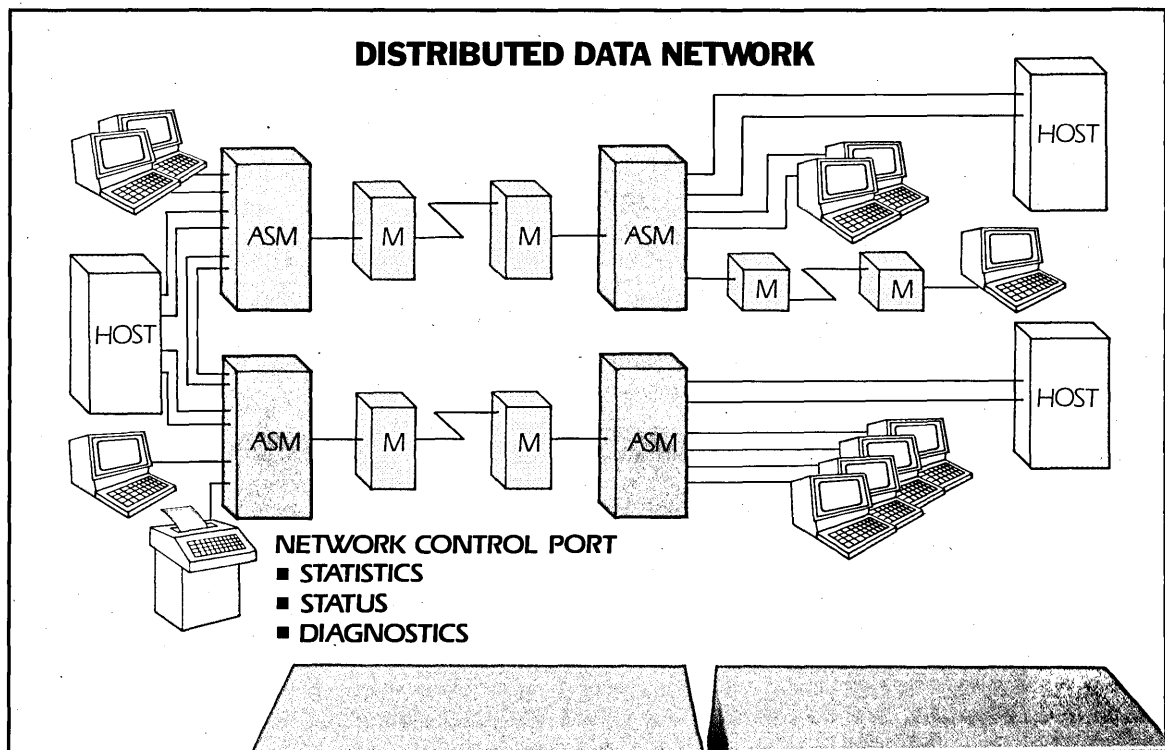 DISTRIBUTED DATA NETWORK
HOST
ASM
M
M
ASM
M
M
HOST
HOST
ASM
M
M
ASM
NETWORK CONTROL PORT
■ STATISTICS
■ STATUS
■ DIAGNOSTICS